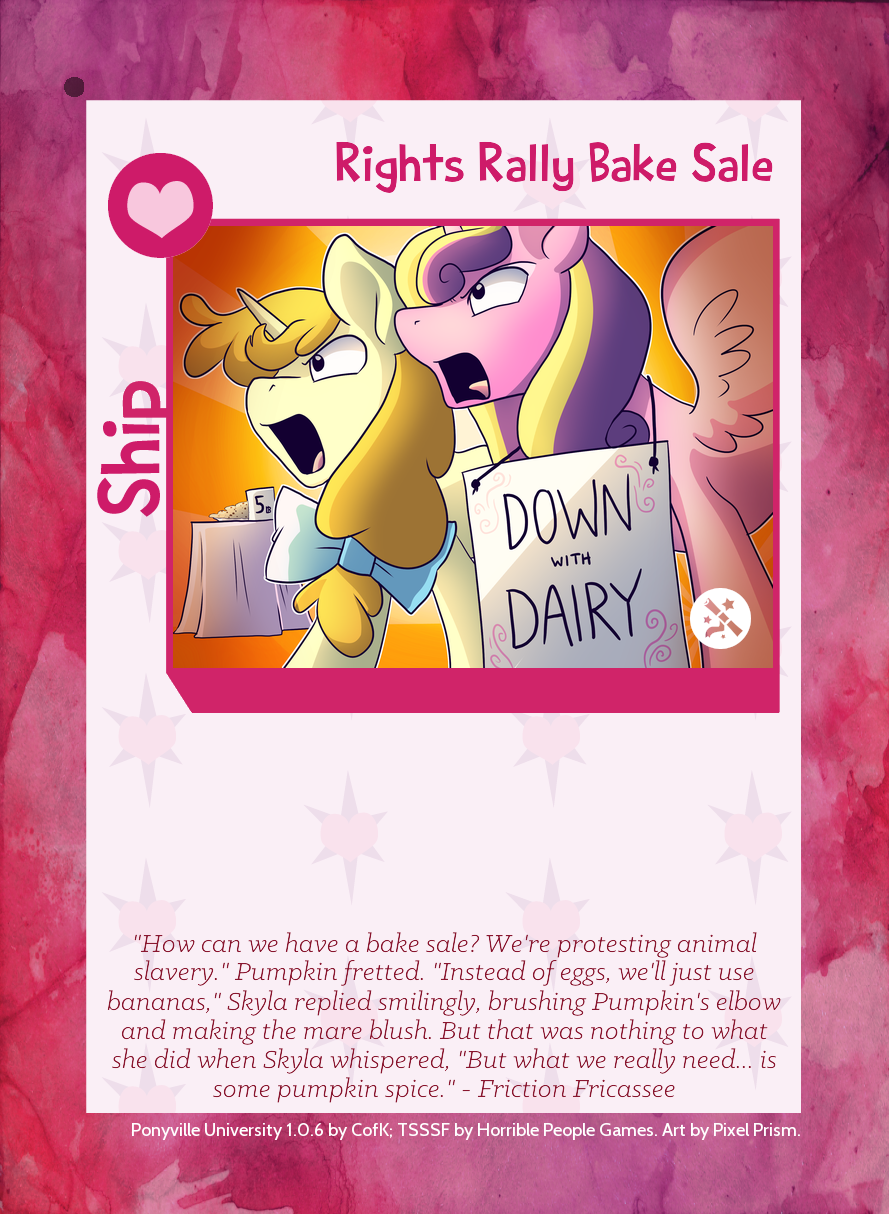 Rights Rally Bake Sale
Ship
5 B
DOWN
WITH
DAIRY
"How can we have a bake sale? We're protesting animal
slavery." Pumpkin fretted. "Instead of eggs, we'll just use
bananas," Skyla replied smilingly, brushing Pumpkin's elbow
and making the mare blush. But that was nothing to what
she did when Skyla whispered, "But what we really need... is
some pumpkin spice." - Friction Fricassee
Ponyville University 1.0.6 by CofK; TSSSF by Horrible People Games. Art by Pixel Prism.